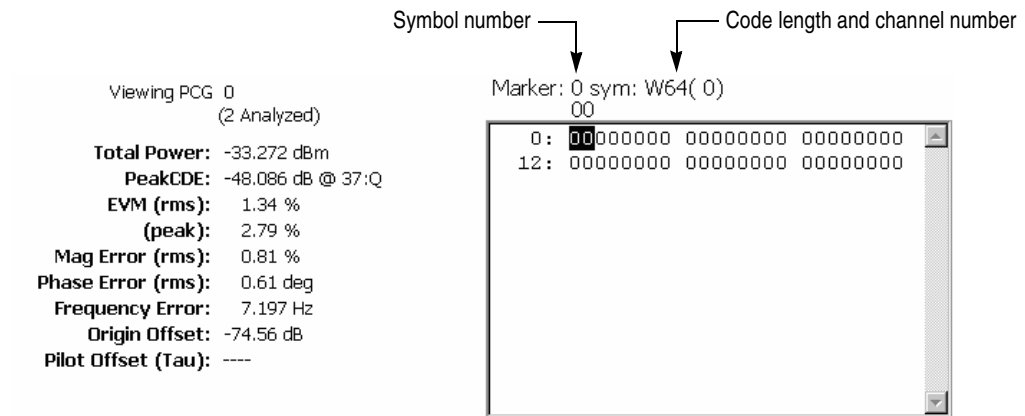 Symbol number
Code length and channel number
Viewing PCG 0
(2 Analyzed)
Total Power: -33.272 dBm
PeakCDE: -48.086 dB @ 37:Q
EVM (rms): 1.34 %
(peak): 2.79 %
Mag Error (rms): 0.81 %
Phase Error (rms): 0.61 deg
Frequency Error: 7.197 Hz
Origin Offset: -74.56 dB
Pilot Offset (Tau): ----
Marker: 0 sym: W64( 0)
00
0: 00000000 00000000 00000000
12: 00000000 00000000 00000000